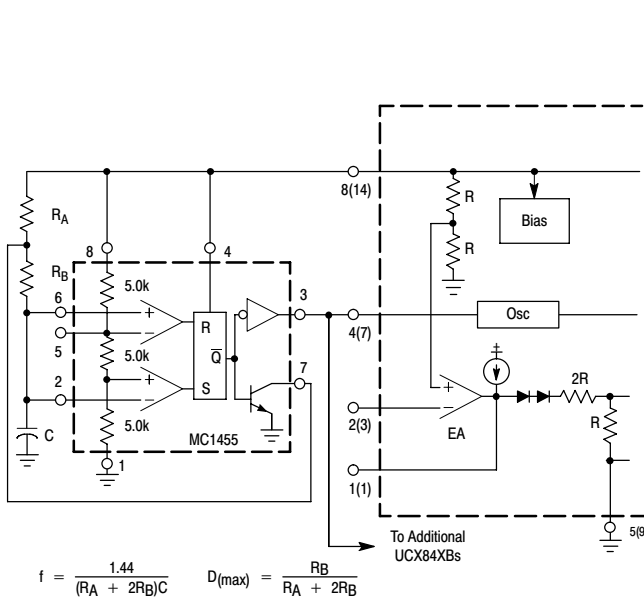 8(14)
R
Bias
R
RA
8
4
RB
5.0k
6
3
+
R
Osc
−
5
4(7)
5.0k
Q̅
7
+
S
+
2R
2
−
+
−
R
2(3)
EA
5.0k
C
MC1455
1
1(1)
To Additional
UCX84XBs
5(9
f = 1.44 / (RA + 2RB)C
D(max) = RB / RA + 2RB